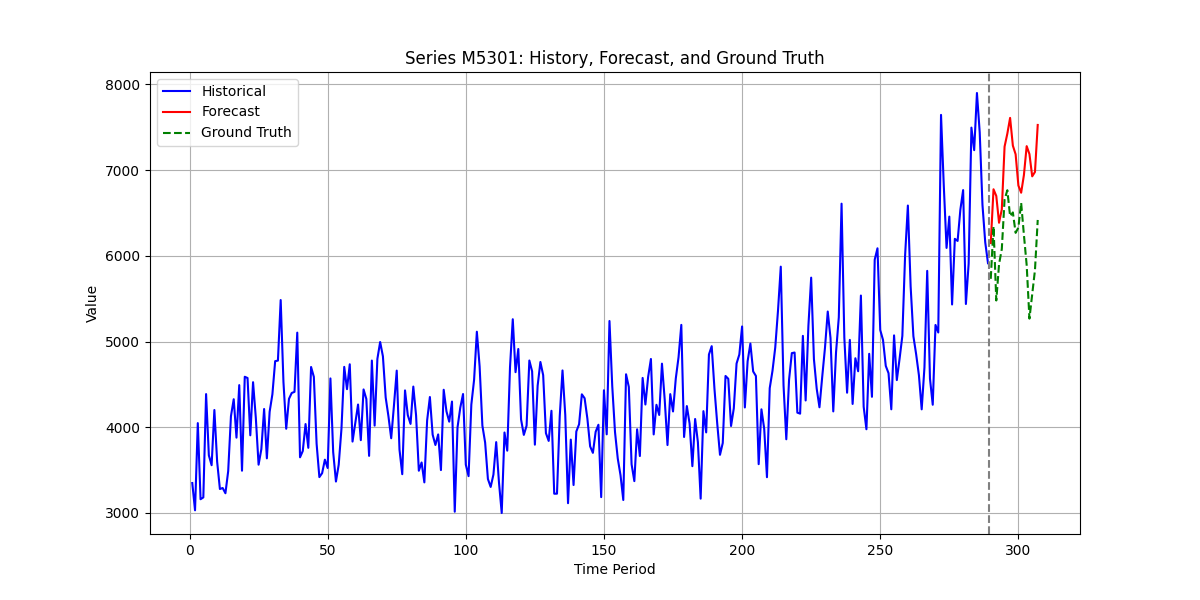 Series M5301: History, Forecast, and Ground Truth
Historical
Forecast
Ground Truth
8000
7000
6000
5000
4000
3000
Value
0 50 100 150 200 250 300
Time Period